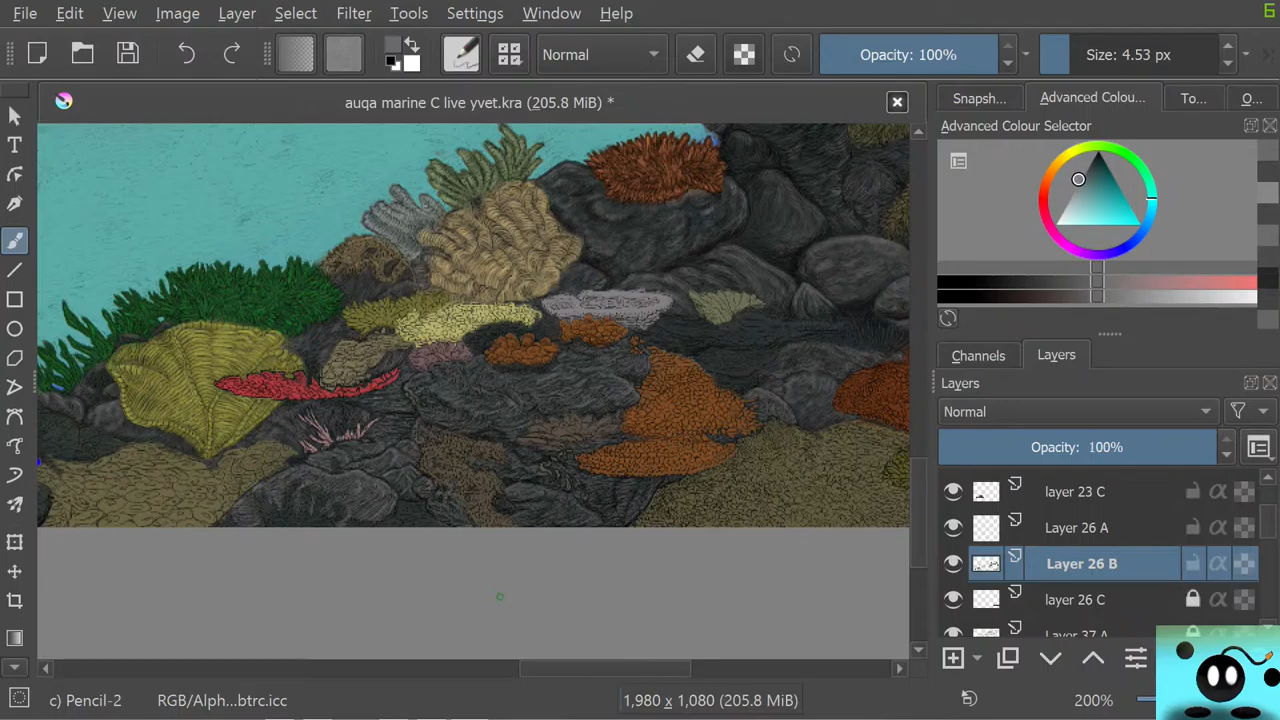 File Edit View Image Layer Select Filter Tools Settings Window Help
6
Normal
Opacity: 100%
Size: 4.53 px
auqa marine C live yvet.kra (205.8 MiB) *
Snapsh...
Advanced Colou...
To...
O...
Advanced Colour Selector
Channels
Layers
Layers
Normal
Opacity: 100%
layer 23 C
Layer 26 A
Layer 26 B
layer 26 C
Layer 37 A
c) Pencil-2
RGB/Alph...btrc.icc
1,980 x 1,080 (205.8 MiB)
200%